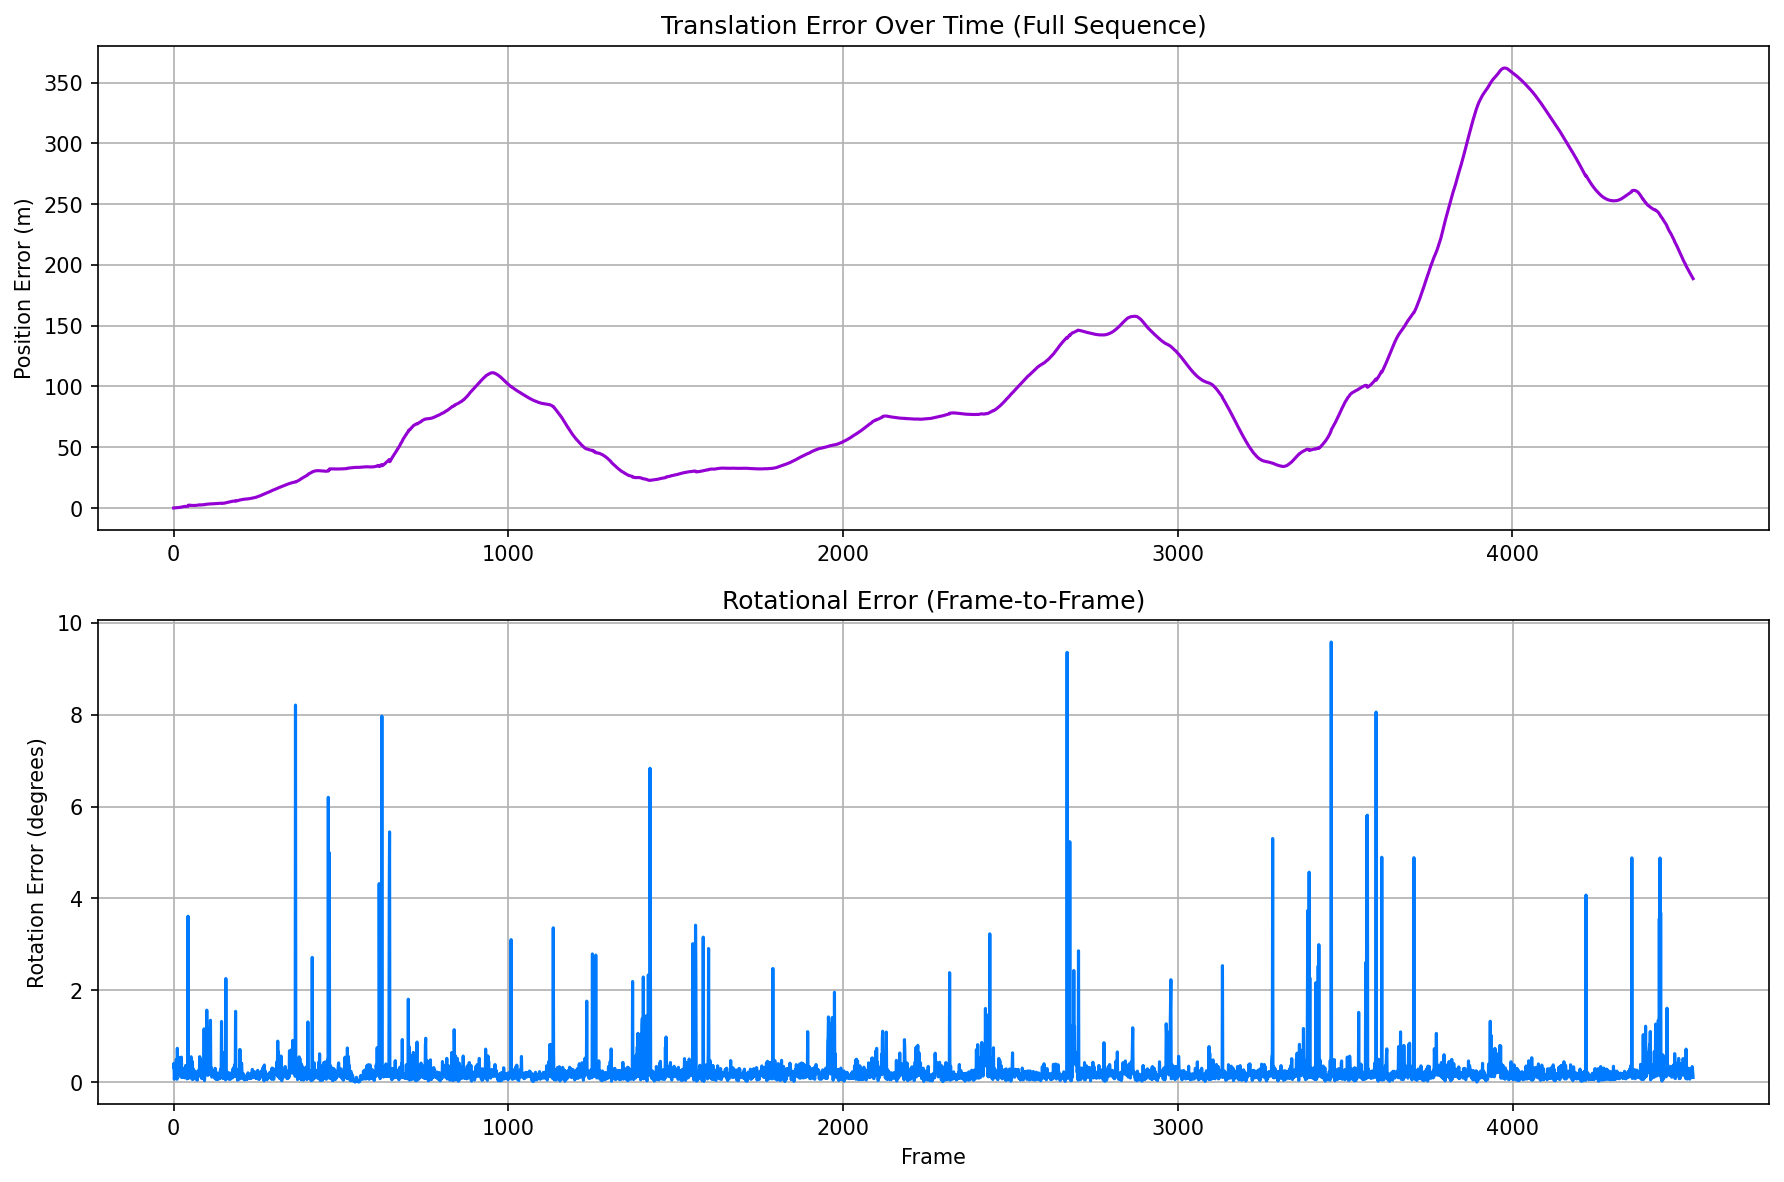 Translation Error Over Time (Full Sequence)
Position Error (m)
350
300
250
200
150
100
50
0
0 1000 2000 3000 4000
Rotational Error (Frame-to-Frame)
Rotation Error (degrees)
10
8
6
4
2
0
0 1000 2000 3000 4000
Frame